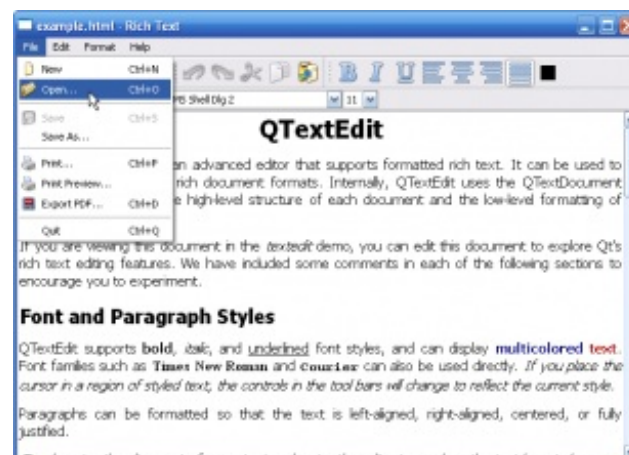 example.html - Rich Text
File Edit Format Help
New Ctrl+N
Open... Ctrl+O
Shell Dlg 2 11
Save Ctrl+S
Save As...
Print... Ctrl+P
Print Preview...
Export PDF... Ctrl+D
Quit Ctrl+Q
QTextEdit
an advanced editor that supports formatted rich text. It can be used to
rich document formats. Internally, QTextEdit uses the QTextDocument
high-level structure of each document and the low-level formatting of
If you are viewing this document in the textedit demo, you can edit this document to explore Qt's
rich text editing features. We have included some comments in each of the following sections to
encourage you to experiment.
Font and Paragraph Styles
QTextEdit supports bold, italic, and underlined font styles, and can display multicolored text.
Font families such as Times New Roman and Courier can also be used directly. If you place the
cursor in a region of styled text, the controls in the tool bars will change to reflect the current style.
Paragraphs can be formatted so that the text is left-aligned, right-aligned, centered, or fully
justified.